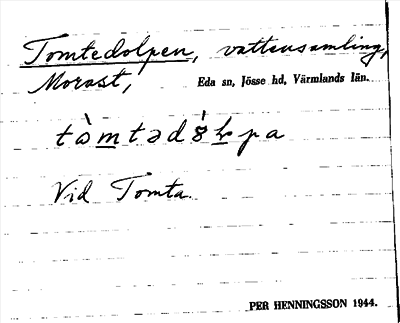 Tomtedolpen, vattensamling,
Morast,
Eda sn, Jösse hd, Värmlands län.
Vid Tomta.
PER HENNINGSSON 1944.